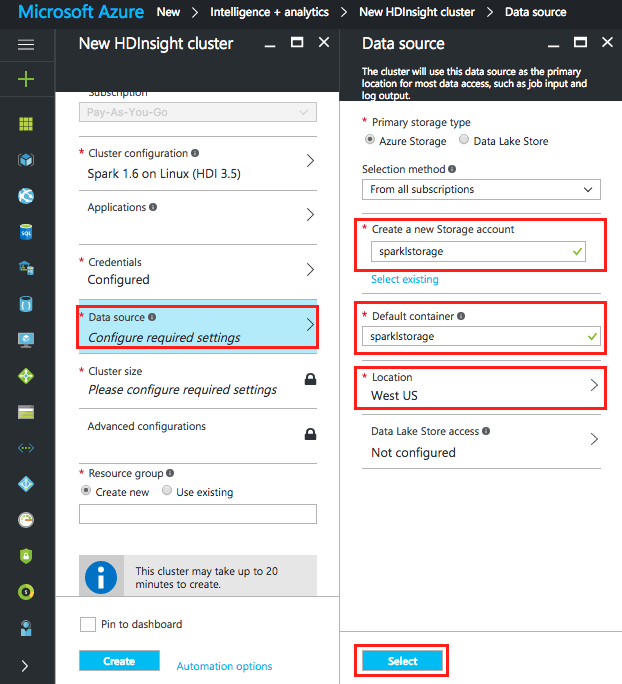 Microsoft Azure New > Intelligence + analytics > New HDInsight cluster > Data source
New HDInsight cluster
Subscription
Pay-As-You-Go
* Cluster configuration
Spark 1.6 on Linux (HDI 3.5)
Applications
* Credentials
Configured
* Data source
Configure required settings
* Cluster size
Please configure required settings
Advanced configurations
* Resource group
Create new Use existing
This cluster may take up to 20
minutes to create.
Pin to dashboard
Create Automation options
Data source
The cluster will use this data source as the primary
location for most data access, such as job input and
log output.
* Primary storage type
Azure Storage Data Lake Store
Selection method
From all subscriptions
* Create a new Storage account
sparklstorage
Select existing
* Default container
sparklstorage
* Location
West US
Data Lake Store access
Not configured
Select
SQL